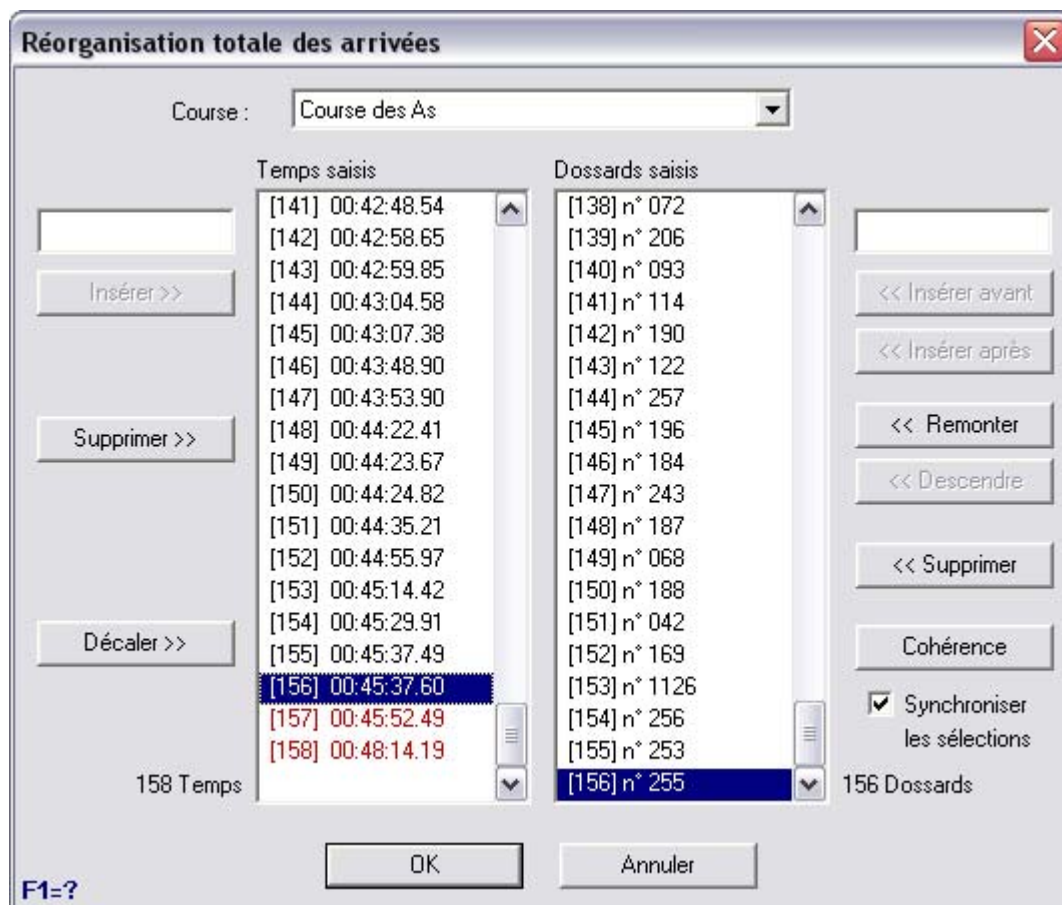 Réorganisation totale des arrivées
Course :
Course des As
Temps saisis
[141] 00:42:48.54
[142] 00:42:58.65
[143] 00:42:59.85
[144] 00:43:04.58
[145] 00:43:07.38
[146] 00:43:48.90
[147] 00:43:53.90
[148] 00:44:22.41
[149] 00:44:23.67
[150] 00:44:24.82
[151] 00:44:35.21
[152] 00:44:55.97
[153] 00:45:14.42
[154] 00:45:29.91
[155] 00:45:37.49
[156] 00:45:37.60
[157] 00:45:52.49
[158] 00:48:14.19
Dossards saisis
[138] n° 072
[139] n° 206
[140] n° 093
[141] n° 114
[142] n° 190
[143] n° 122
[144] n° 257
[145] n° 196
[146] n° 184
[147] n° 243
[148] n° 187
[149] n° 068
[150] n° 188
[151] n° 042
[152] n° 169
[153] n° 1126
[154] n° 256
[155] n° 253
[156] n° 255
Insérer >>
Supprimer >>
Décaler >>
158 Temps
<< Insérer avant
<< Insérer après
<< Remonter
<< Descendre
<< Supprimer
Cohérence
Synchroniser
les sélections
156 Dossards
OK
Annuler
F1=?